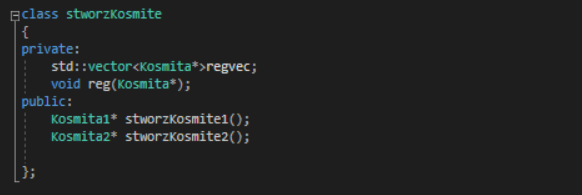 class stworzKosmite
{
private:
std::vector<Kosmita*>regvec;
void reg(Kosmita*);
public:
Kosmita1* stworzKosmite1();
Kosmita2* stworzKosmite2();
};